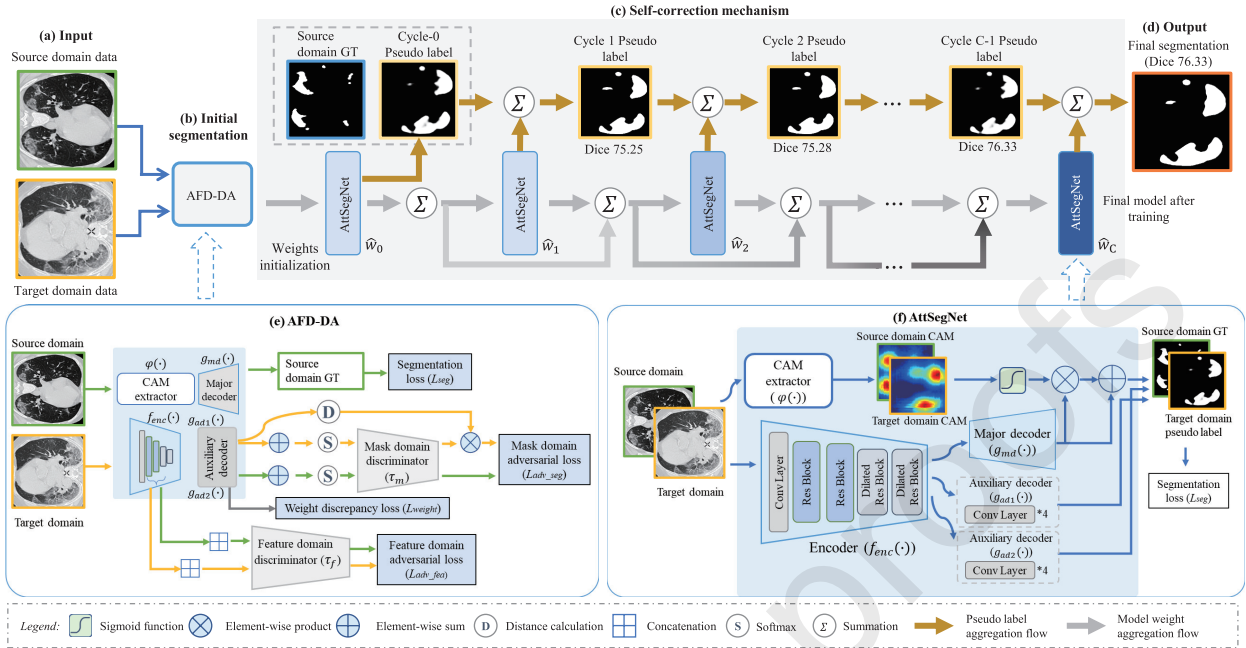 (c) Self-correction mechanism
(a) Input
Source domain data
(b) Initial
segmentation
AFD-DA
Target domain data
Source
domain GT
Cycle-0
Pseudo label
Cycle 1 Pseudo
label
Cycle 2 Pseudo
label
Cycle C-1 Pseudo
label
(d) Output
Final segmentation
(Dice 76.33)
Σ
Σ
...
Σ
Dice 75.25
Dice 75.28
Dice 76.33
AttSegNet
Σ
AttSegNet
Σ
AttSegNet
Σ
...
Σ
AttSegNet
Final model after
training
Weights
initialization
ŵ0
ŵ1
ŵ2
...
ŵC
(e) AFD-DA
Source domain
φ(·)
CAM
extractor
gmd(·)
Major
decoder
Source
domain GT
Segmentation
loss (Lseg)
fenc(·)
gad1(·)
Auxiliary
decoder
gad2(·)
D
S
S
Mask domain
discriminator
(τm)
Mask domain
adversarial loss
(Ladv_seg)
Target domain
Weight discrepancy loss (Lweight)
Feature domain
discriminator (τf)
Feature domain
adversarial loss
(Ladv_fea)
(f) AttSegNet
Source domain
Target domain
CAM
extractor
(φ(·))
Source domain CAM
Target domain CAM
Conv Layer
Res Block
Res Block
Dilated
Res Block
Dilated
Res Block
Encoder (fenc(·))
Major decoder
(gmd(·))
Auxiliary decoder
(gad1(·))
Conv Layer *4
Auxiliary decoder
(gad2(·))
Conv Layer *4
Source domain GT
Target domain
pseudo label
Segmentation
loss (Lseg)
proofs
Legend:
Sigmoid function
Element-wise product
Element-wise sum
D Distance calculation
Concatenation
S Softmax
Σ Summation
Pseudo label
aggregation flow
Model weight
aggregation flow